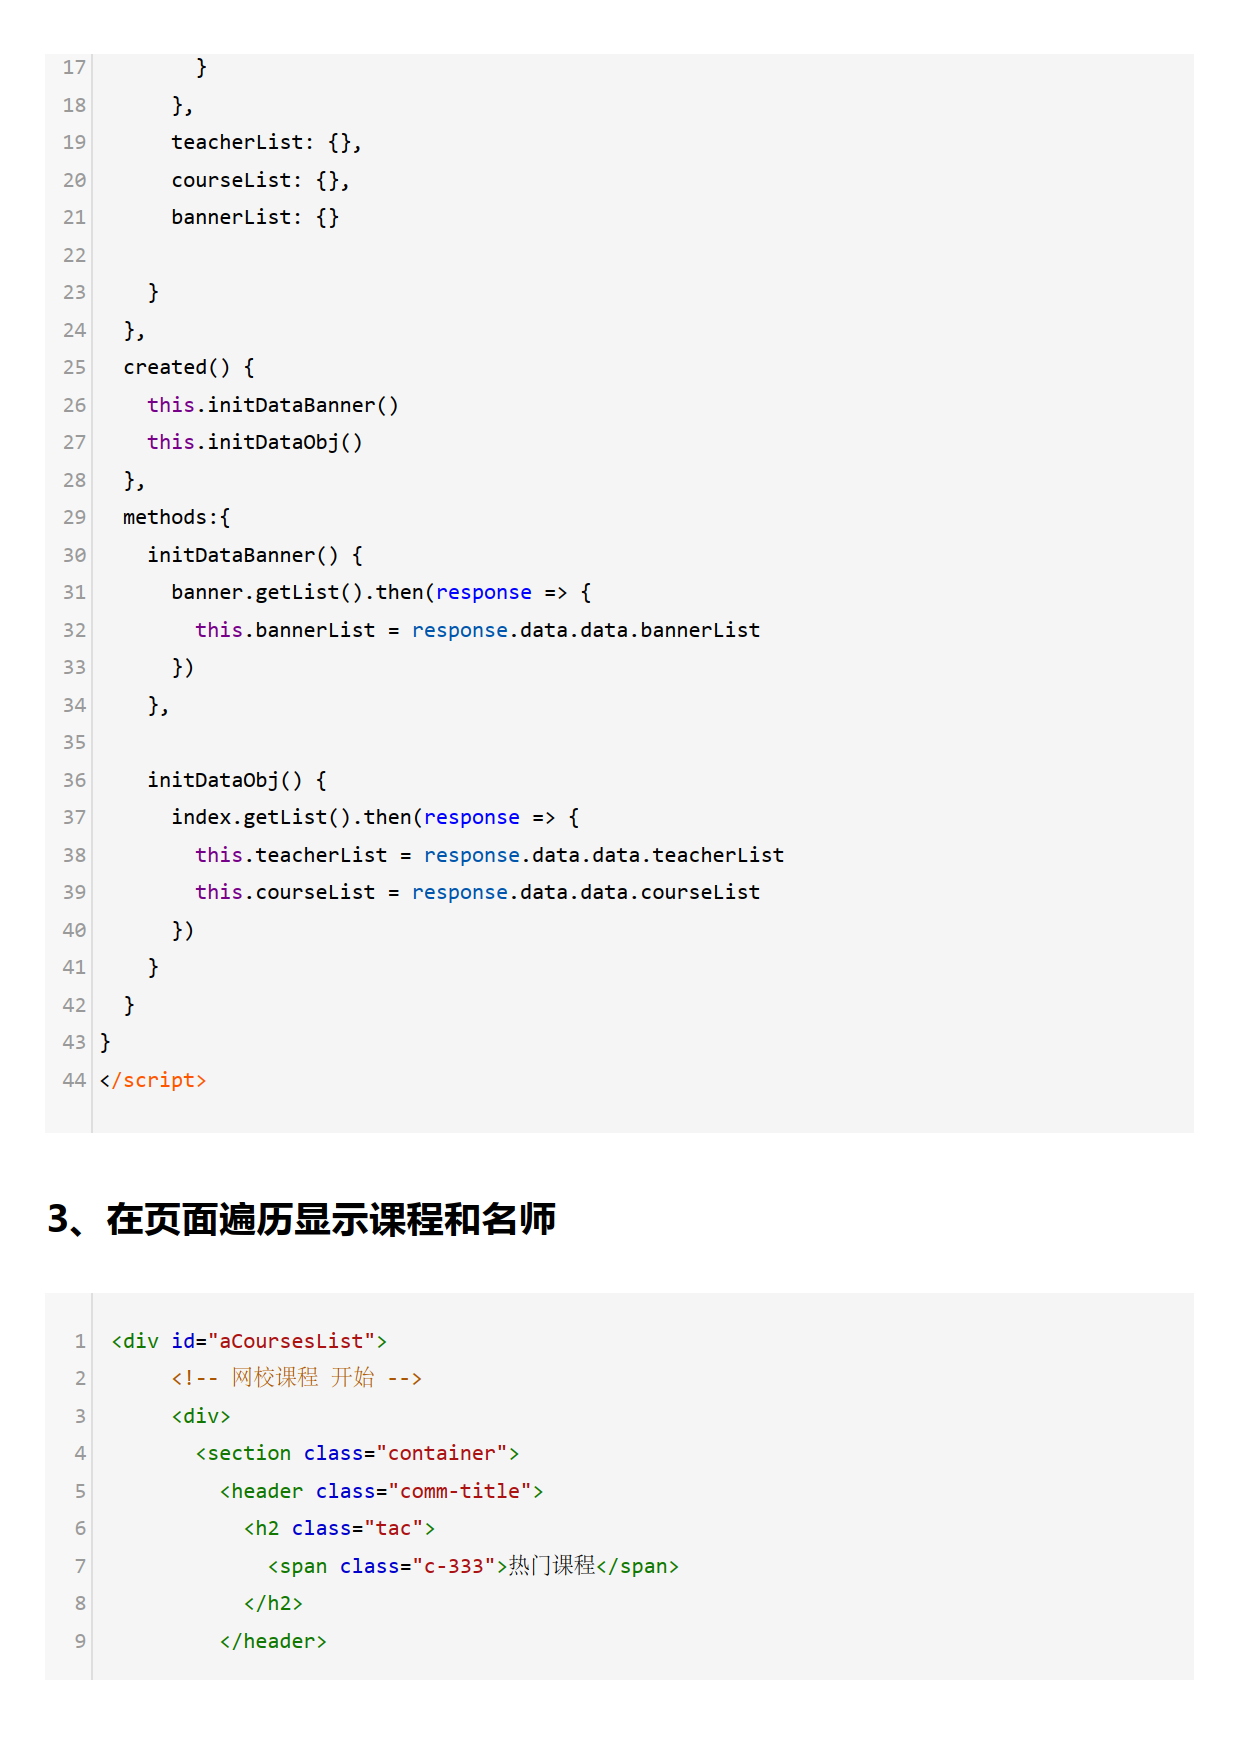 17         }
18       },
19       teacherList: {},
20       courseList: {},
21       bannerList: {}
22
23     }
24   },
25   created() {
26     this.initDataBanner()
27     this.initDataObj()
28   },
29   methods:{
30     initDataBanner() {
31       banner.getList().then(response => {
32         this.bannerList = response.data.data.bannerList
33       })
34     },
35
36     initDataObj() {
37       index.getList().then(response => {
38         this.teacherList = response.data.data.teacherList
39         this.courseList = response.data.data.courseList
40       })
41     }
42   }
43 }
44 </script>
3、在页面遍历显示课程和名师
1  <div id="aCoursesList">
2       <!-- 网校课程 开始 -->
3       <div>
4         <section class="container">
5           <header class="comm-title">
6             <h2 class="tac">
7               <span class="c-333">热门课程</span>
8             </h2>
9           </header>